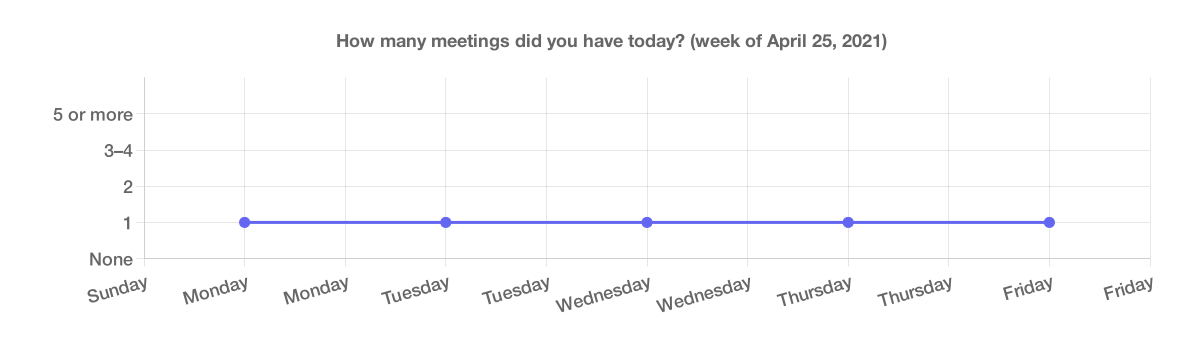 How many meetings did you have today? (week of April 25, 2021)
5 or more
3–4
2
1
None
Sunday Monday Monday Tuesday Tuesday Wednesday Wednesday Thursday Thursday Friday Friday